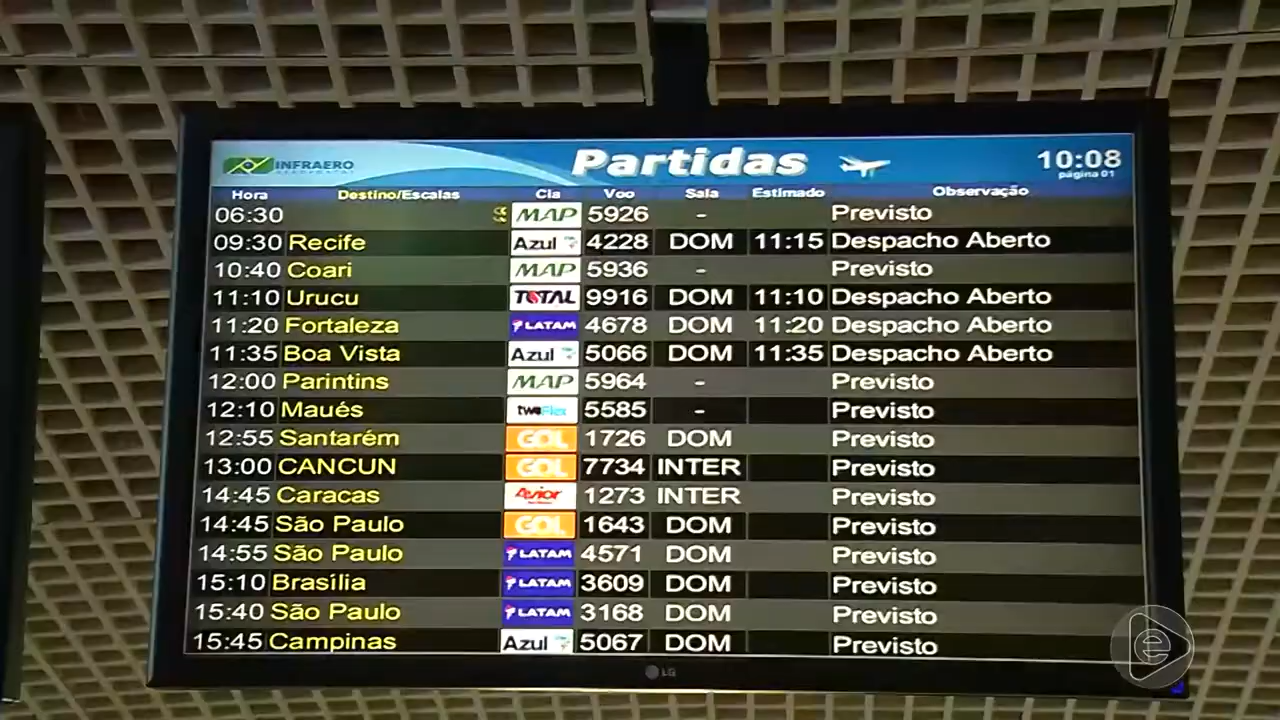 INFRAERO Partidas 10:08
AEROPORTOS página 01
Hora Destino/Escalas Cia Voo Sala Estimado Observação
06:30 MAP 5926 - Previsto
09:30 Recife Azul 4228 DOM 11:15 Despacho Aberto
10:40 Coari MAP 5936 - Previsto
11:10 Urucu TOTAL 9916 DOM 11:10 Despacho Aberto
11:20 Fortaleza LATAM 4678 DOM 11:20 Despacho Aberto
11:35 Boa Vista Azul 5066 DOM 11:35 Despacho Aberto
12:00 Parintins MAP 5964 - Previsto
12:10 Maués twoFlex 5585 - Previsto
12:55 Santarém GOL 1726 DOM Previsto
13:00 CANCUN GOL 7734 INTER Previsto
14:45 Caracas Avior 1273 INTER Previsto
14:45 São Paulo GOL 1643 DOM Previsto
14:55 São Paulo LATAM 4571 DOM Previsto
15:10 Brasília LATAM 3609 DOM Previsto
15:40 São Paulo LATAM 3168 DOM Previsto
15:45 Campinas Azul 5067 DOM Previsto
LG
e